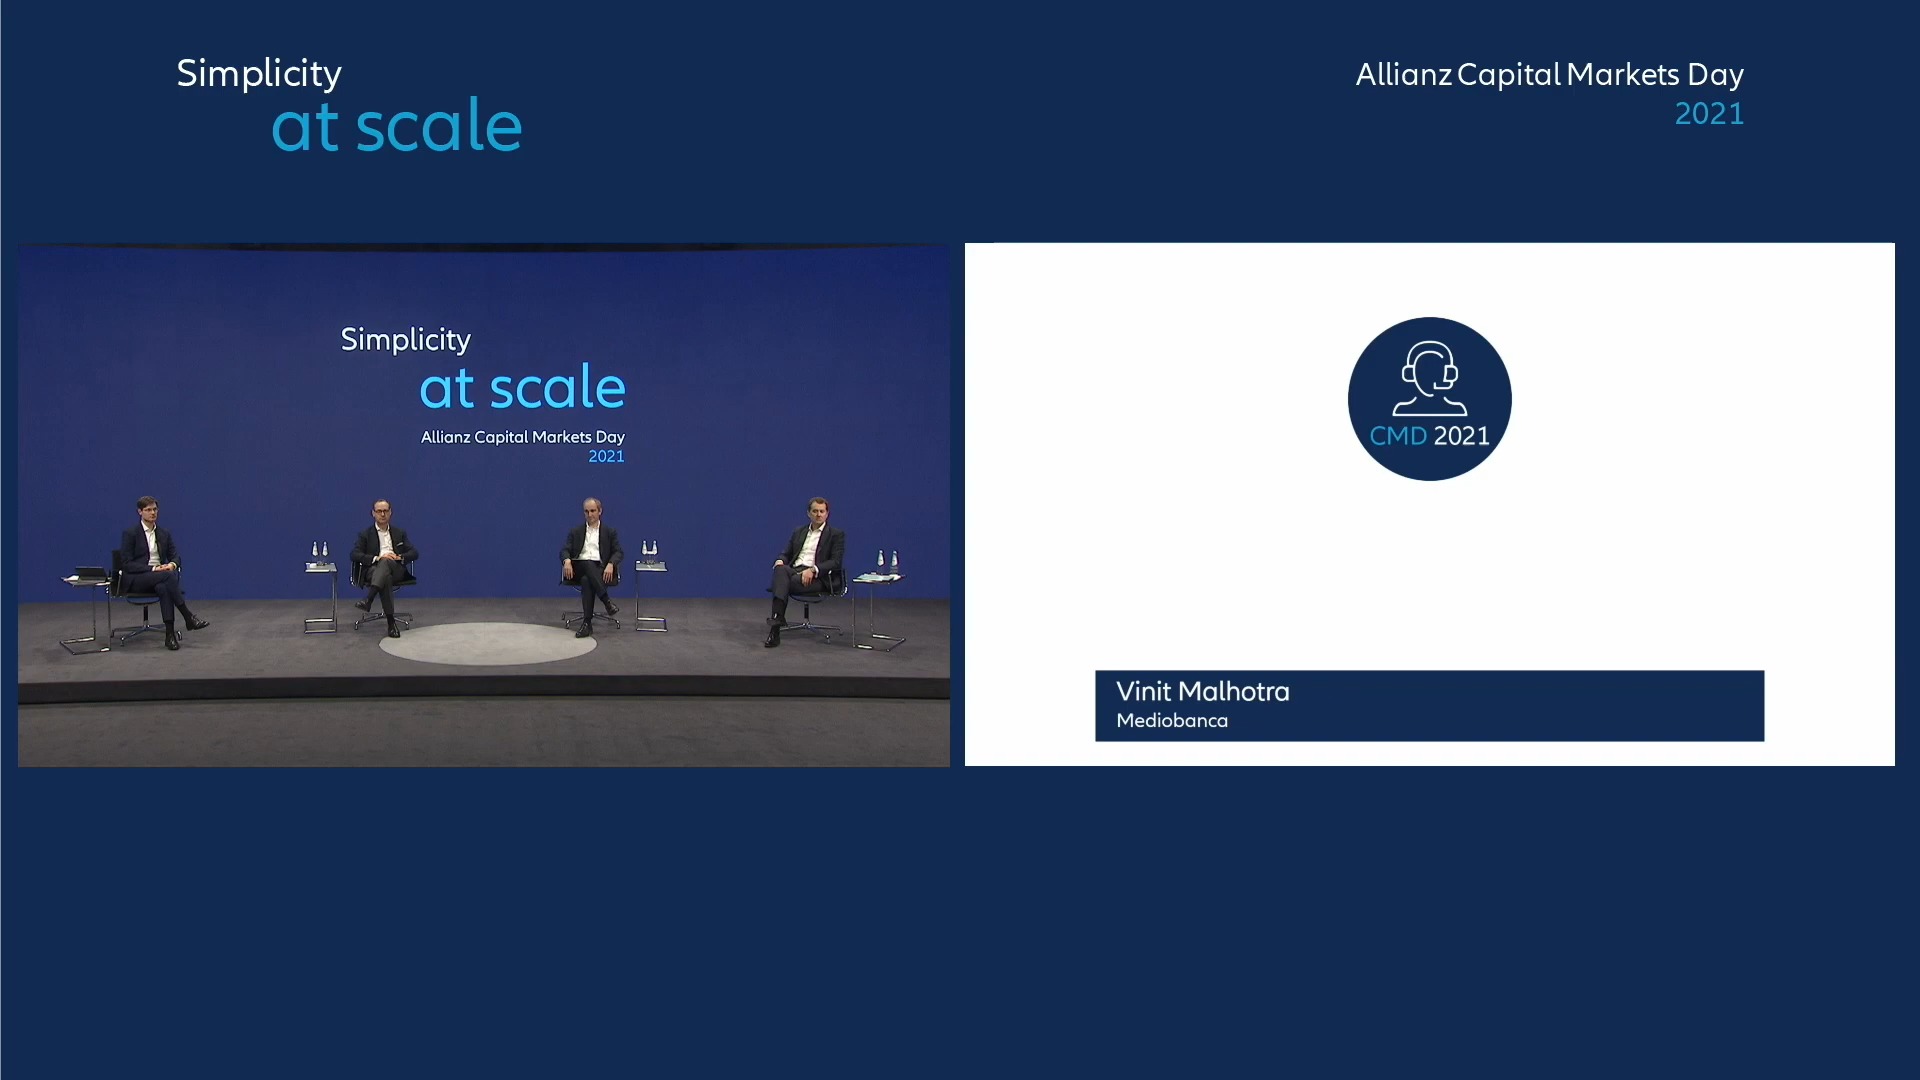 Simplicity
at scale
Allianz Capital Markets Day
2021
Simplicity
at scale
Allianz Capital Markets Day
2021
CMD 2021
Vinit Malhotra
Mediobanca